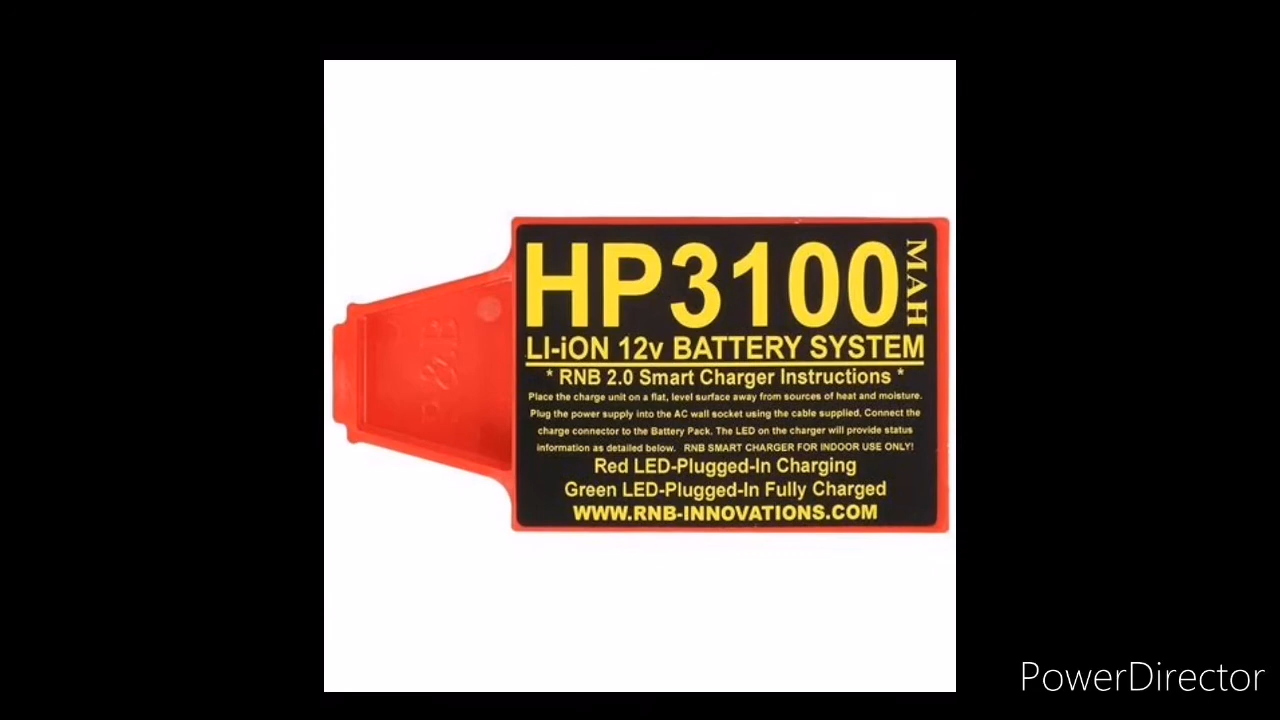 HP3100 MAH
LI-iON 12v BATTERY SYSTEM
* RNB 2.0 Smart Charger Instructions *
Place the charge unit on a flat, level surface away from sources of heat and moisture.
Plug the power supply into the AC wall socket using the cable supplied. Connect the
charge connector to the Battery Pack. The LED on the charger will provide status
information as detailed below. RNB SMART CHARGER FOR INDOOR USE ONLY!
Red LED-Plugged-In Charging
Green LED-Plugged-In Fully Charged
WWW.RNB-INNOVATIONS.COM
PowerDirector